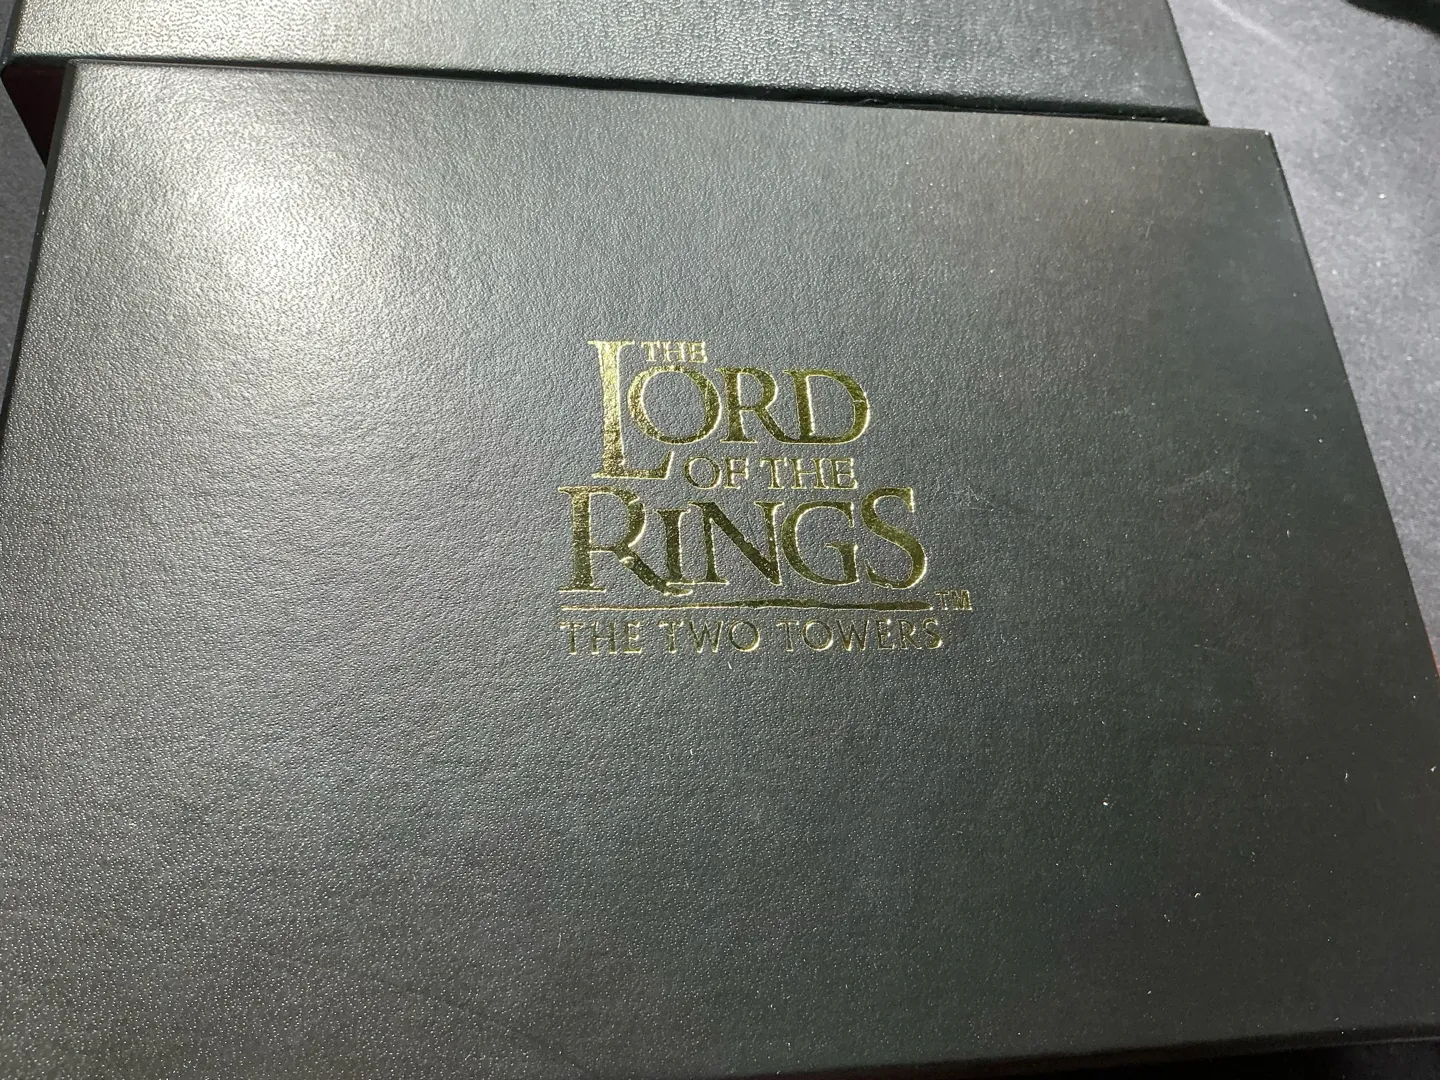 THE
LORD
OF THE
RINGS
TM
THE TWO TOWERS